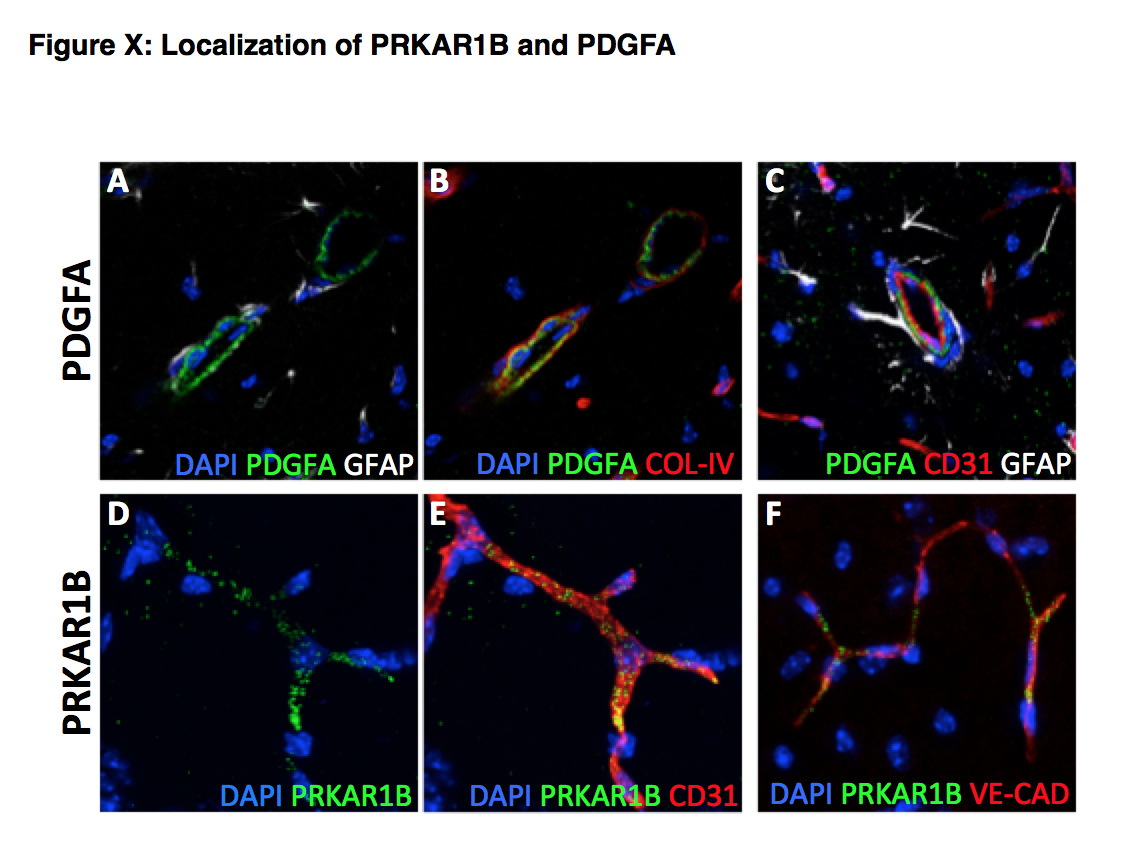 Figure X: Localization of PRKAR1B and PDGFA
PDGFA
A
DAPI PDGFA GFAP
B
DAPI PDGFA COL-IV
C
PDGFA CD31 GFAP
PRKAR1B
D
DAPI PRKAR1B
E
DAPI PRKAR1B CD31
F
DAPI PRKAR1B VE-CAD